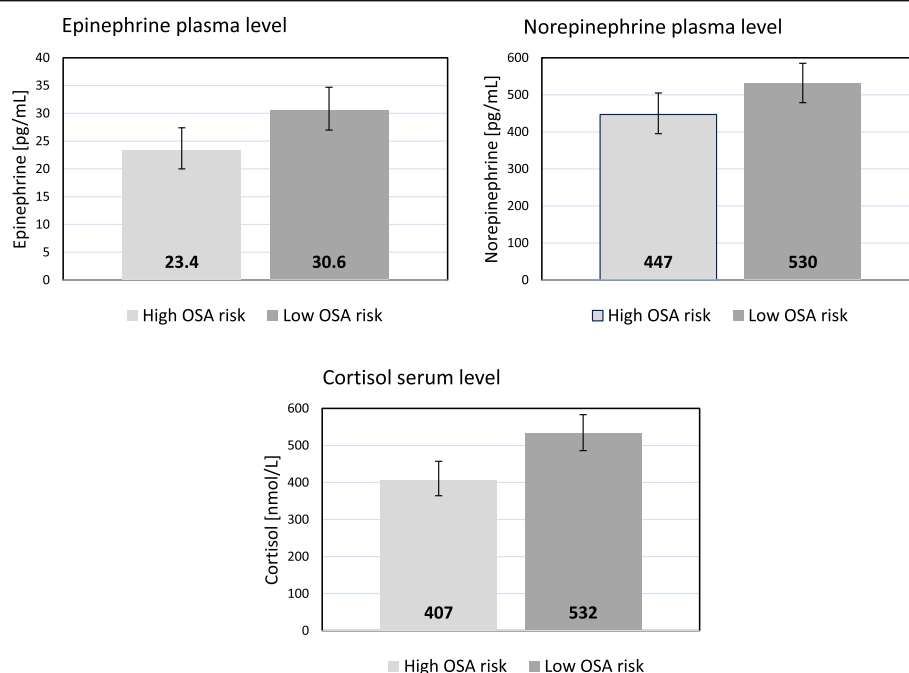 Epinephrine plasma level
Epinephrine [pg/mL]
40
35
30
25
20
15
10
5
0
23.4
30.6
High OSA risk
Low OSA risk
Norepinephrine plasma level
Norepinephrine [pg/mL]
600
500
400
300
200
100
0
447
530
High OSA risk
Low OSA risk
Cortisol serum level
Cortisol [nmol/L]
600
500
400
300
200
100
0
407
532
High OSA risk
Low OSA risk